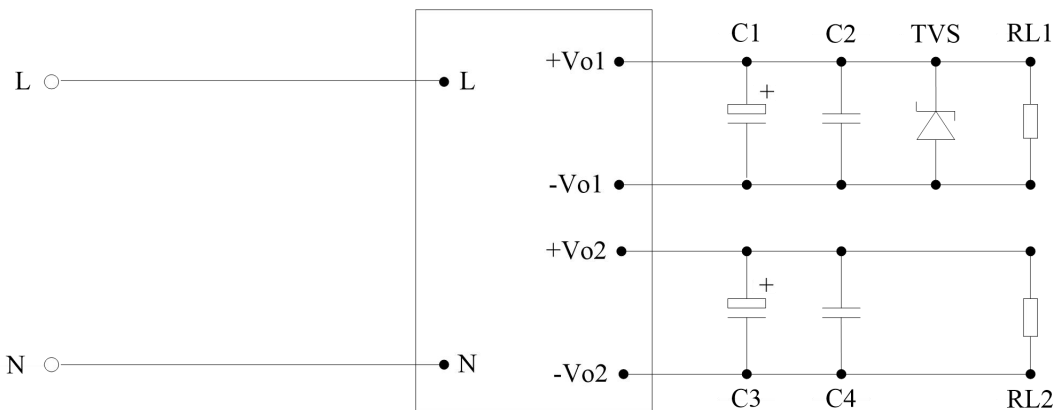 C1 C2 TVS RL1
+Vo1
L L
+
-Vo1
+Vo2
+
N N
-Vo2
C3 C4 RL2